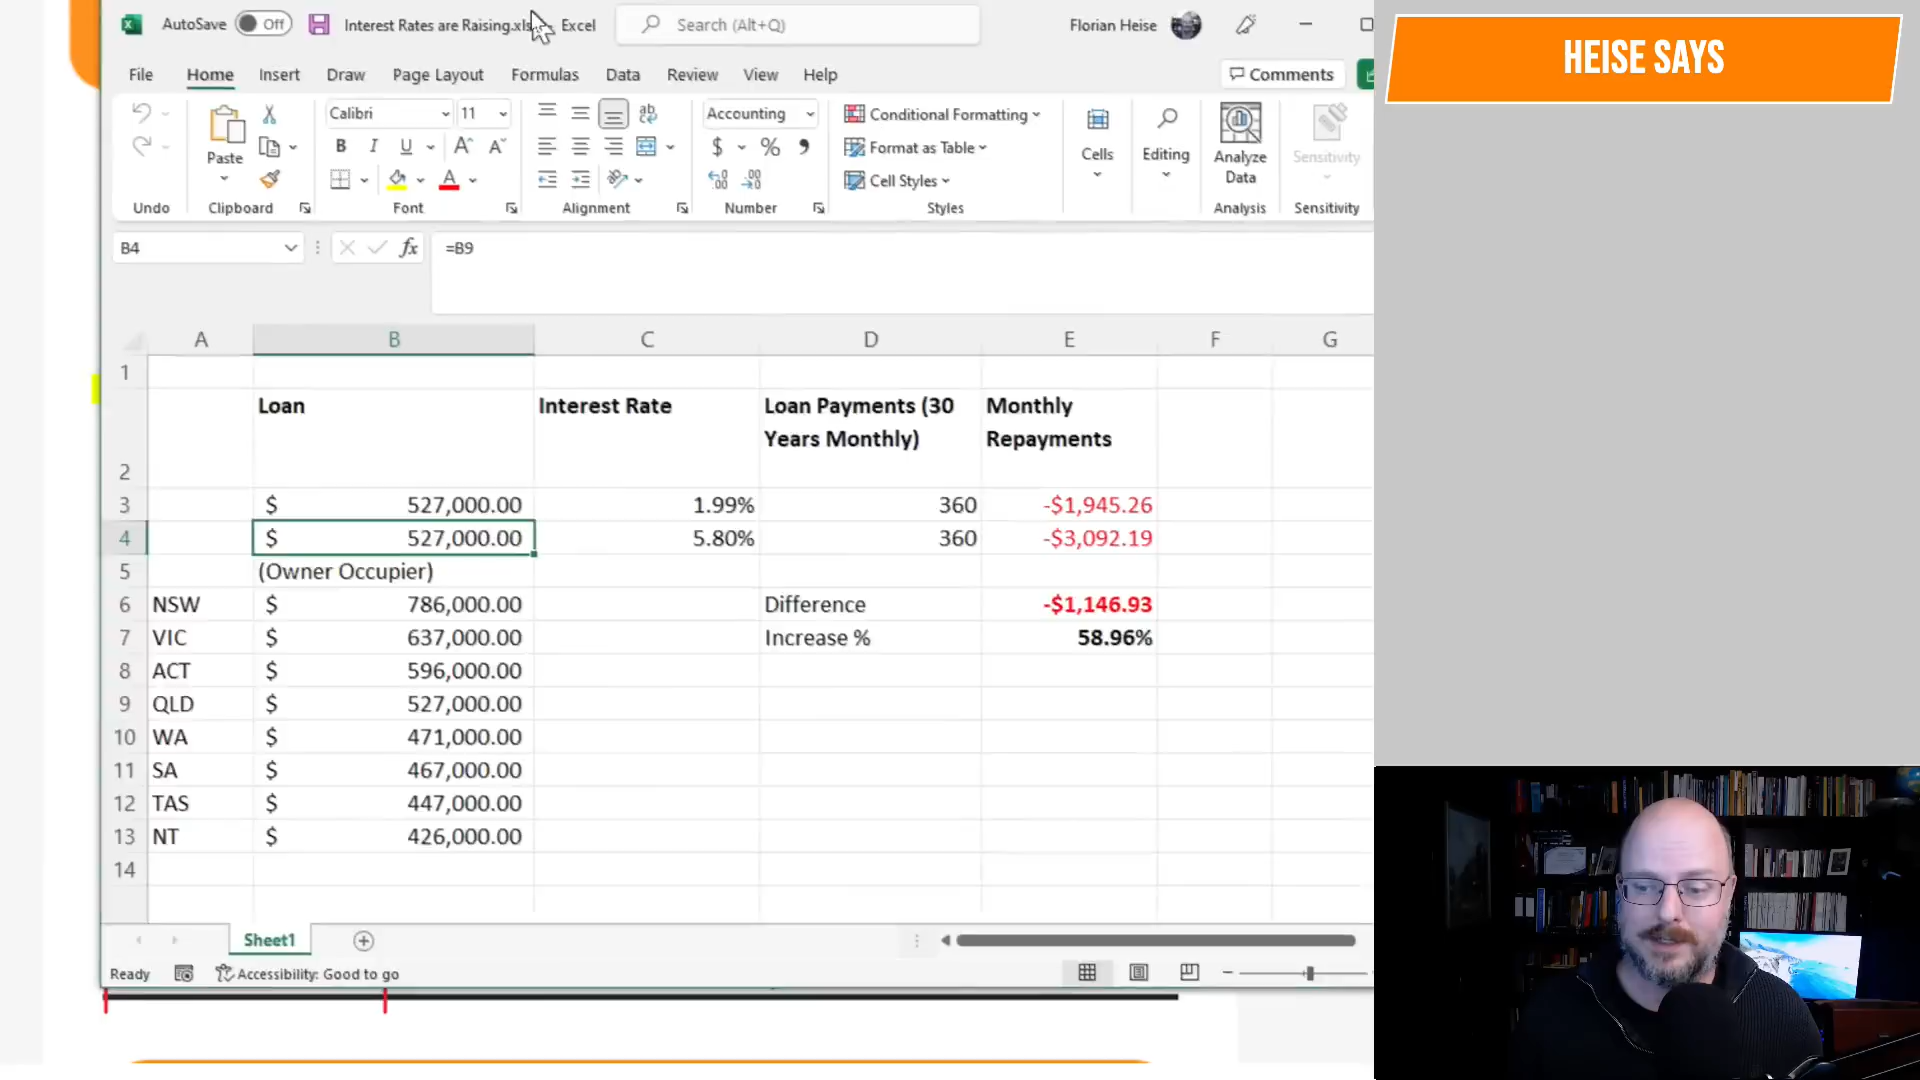 AutoSave Off Interest Rates are Raising.xls Excel Search (Alt+Q) Florian Heise
HEISE SAYS
File Home Insert Draw Page Layout Formulas Data Review View Help Comments
Calibri 11 Accounting Conditional Formatting
Paste B I U $ % Format as Table Cells Editing Analyze Data Sensitivity
Cell Styles
Undo Clipboard Font Alignment Number Styles Analysis Sensitivity
B4 fx =B9
A B C D E F G
1
2 Loan Interest Rate Loan Payments (30 Years Monthly) Monthly Repayments
3 $ 527,000.00 1.99% 360 -$1,945.26
4 $ 527,000.00 5.80% 360 -$3,092.19
5 (Owner Occupier)
6 NSW $ 786,000.00 Difference -$1,146.93
7 VIC $ 637,000.00 Increase % 58.96%
8 ACT $ 596,000.00
9 QLD $ 527,000.00
10 WA $ 471,000.00
11 SA $ 467,000.00
12 TAS $ 447,000.00
13 NT $ 426,000.00
14
Sheet1
Ready Accessibility: Good to go